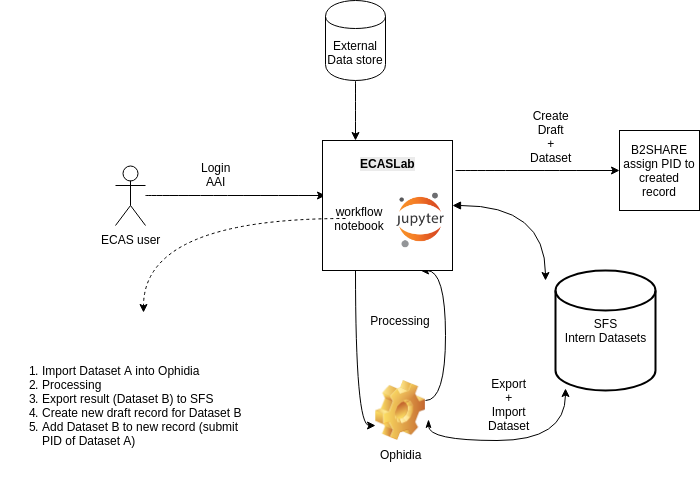 External
Data store
Create
Draft
+
Dataset
B2SHARE
assign PID to
created
record
ECASLab
Login
AAI
workflow
notebook
jupyter
ECAS user
SFS
Intern Datasets
Processing
1. Import Dataset A into Ophidia
2. Processing
3. Export result (Dataset B) to SFS
4. Create new draft record for Dataset B
5. Add Dataset B to new record (submit
PID of Dataset A)
Export
+
Import
Dataset
Ophidia